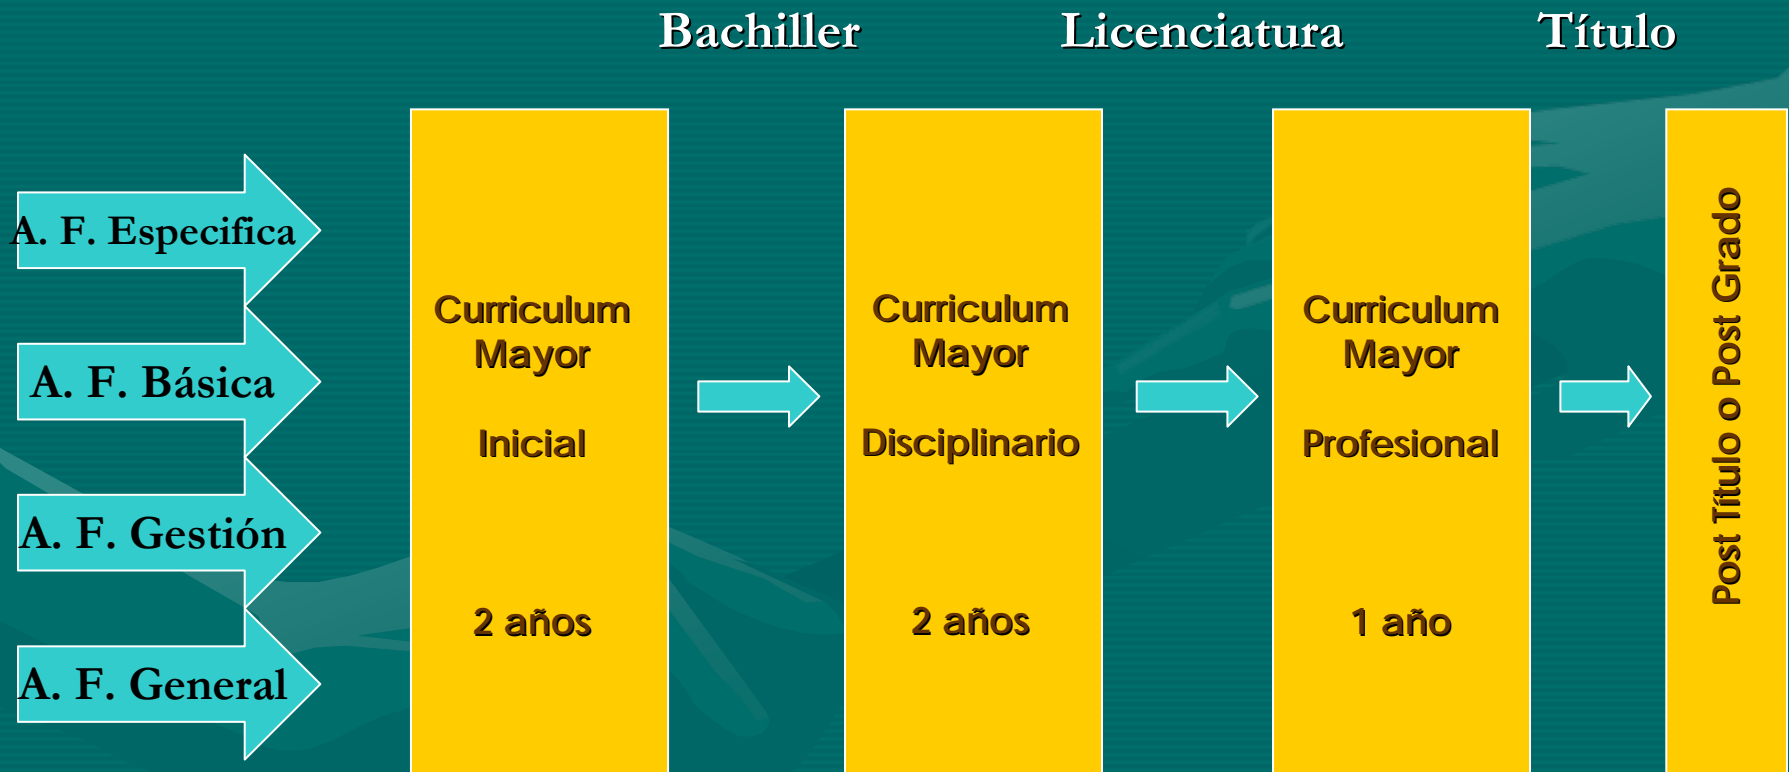 Bachiller
Licenciatura
Título
A. F. Especifica
A. F. Básica
A. F. Gestión
A. F. General
Curriculum
Mayor
Inicial
2 años
Curriculum
Mayor
Disciplinario
2 años
Curriculum
Mayor
Profesional
1 año
Post Título o Post Grado